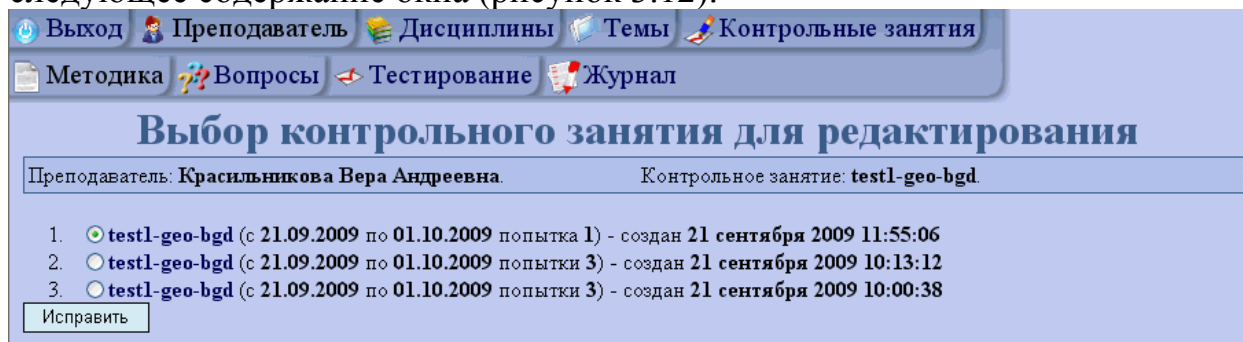 следующее содержание окна (рисунок 3.12).
Выход Преподаватель Дисциплины Темы Контрольные занятия
Методика Вопросы Тестирование Журнал
Выбор контрольного занятия для редактирования
Преподаватель: Красильникова Вера Андреевна. Контрольное занятие: test1-geo-bgd.
1. test1-geo-bgd (с 21.09.2009 по 01.10.2009 попытка 1) - создан 21 сентября 2009 11:55:06
2. test1-geo-bgd (с 21.09.2009 по 01.10.2009 попытки 3) - создан 21 сентября 2009 10:13:12
3. test1-geo-bgd (с 21.09.2009 по 01.10.2009 попытки 3) - создан 21 сентября 2009 10:00:38
Исправить